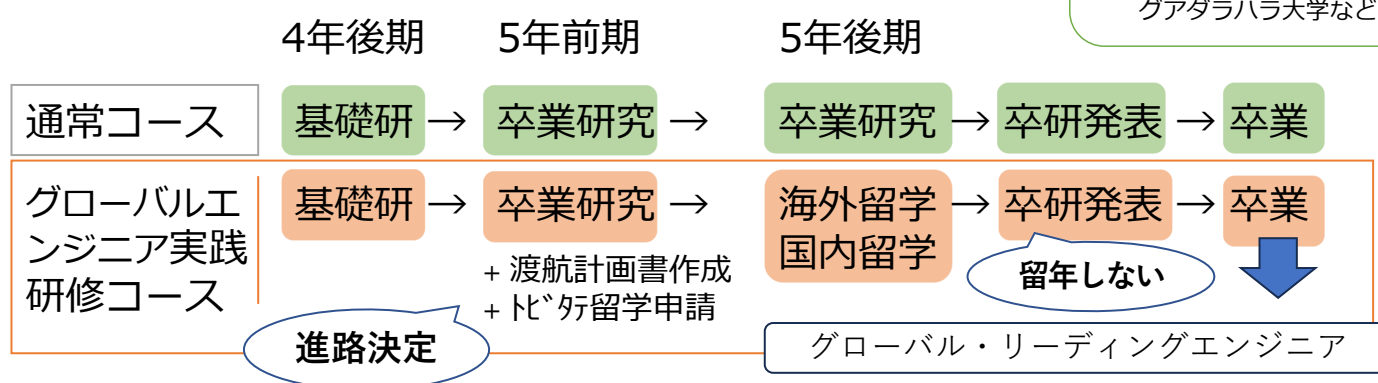 グアダラハラ大学など
4年後期 5年前期 5年後期
通常コース 基礎研 → 卒業研究 → 卒業研究 → 卒研発表 → 卒業
グローバルエ
ンジニア実践
研修コース
基礎研 → 卒業研究 → 海外留学 → 卒研発表 → 卒業
国内留学
+ 渡航計画書作成
+ ﾄﾋﾞﾀﾃ留学申請
留年しない
進路決定
グローバル・リーディングエンジニア